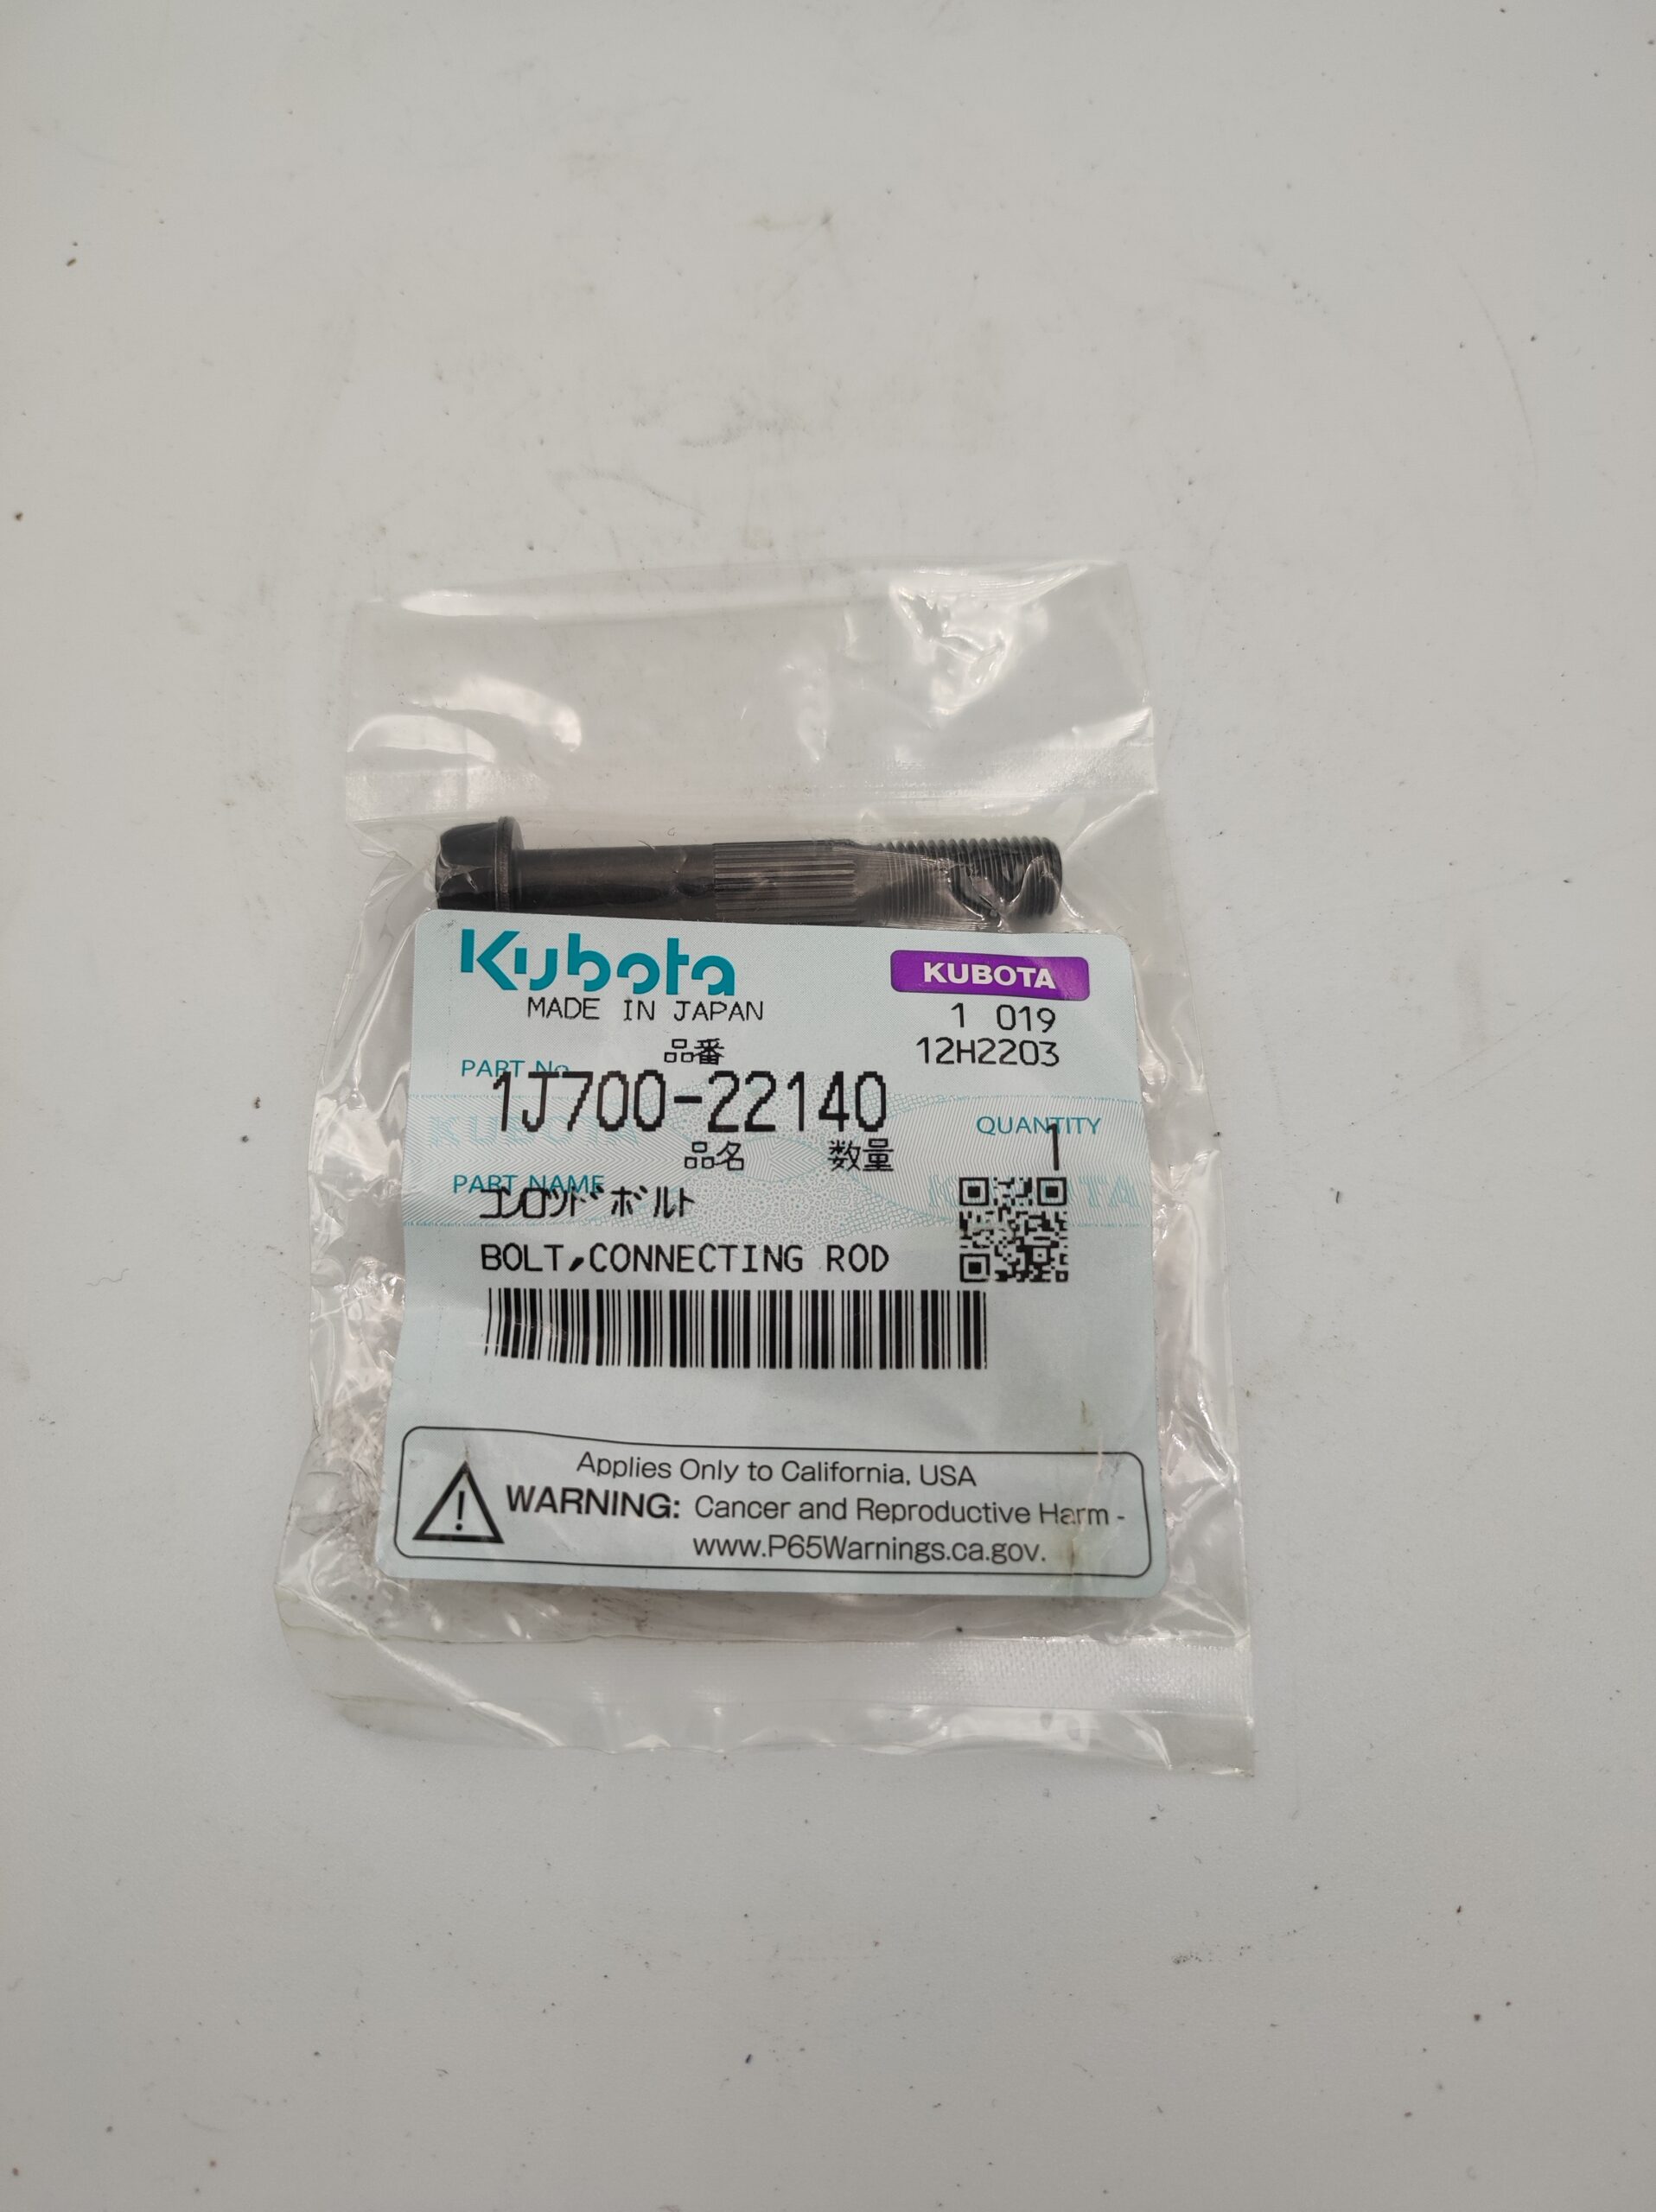 Kubota
KUBOTA
MADE IN JAPAN
1 019
品番
12H2203
PART No.
1J700-22140
QUANTITY
1
品名 数量
PART NAME
コンロッドボルト
BOLT,CONNECTING ROD
Applies Only to California, USA
WARNING: Cancer and Reproductive Harm -
www.P65Warnings.ca.gov.